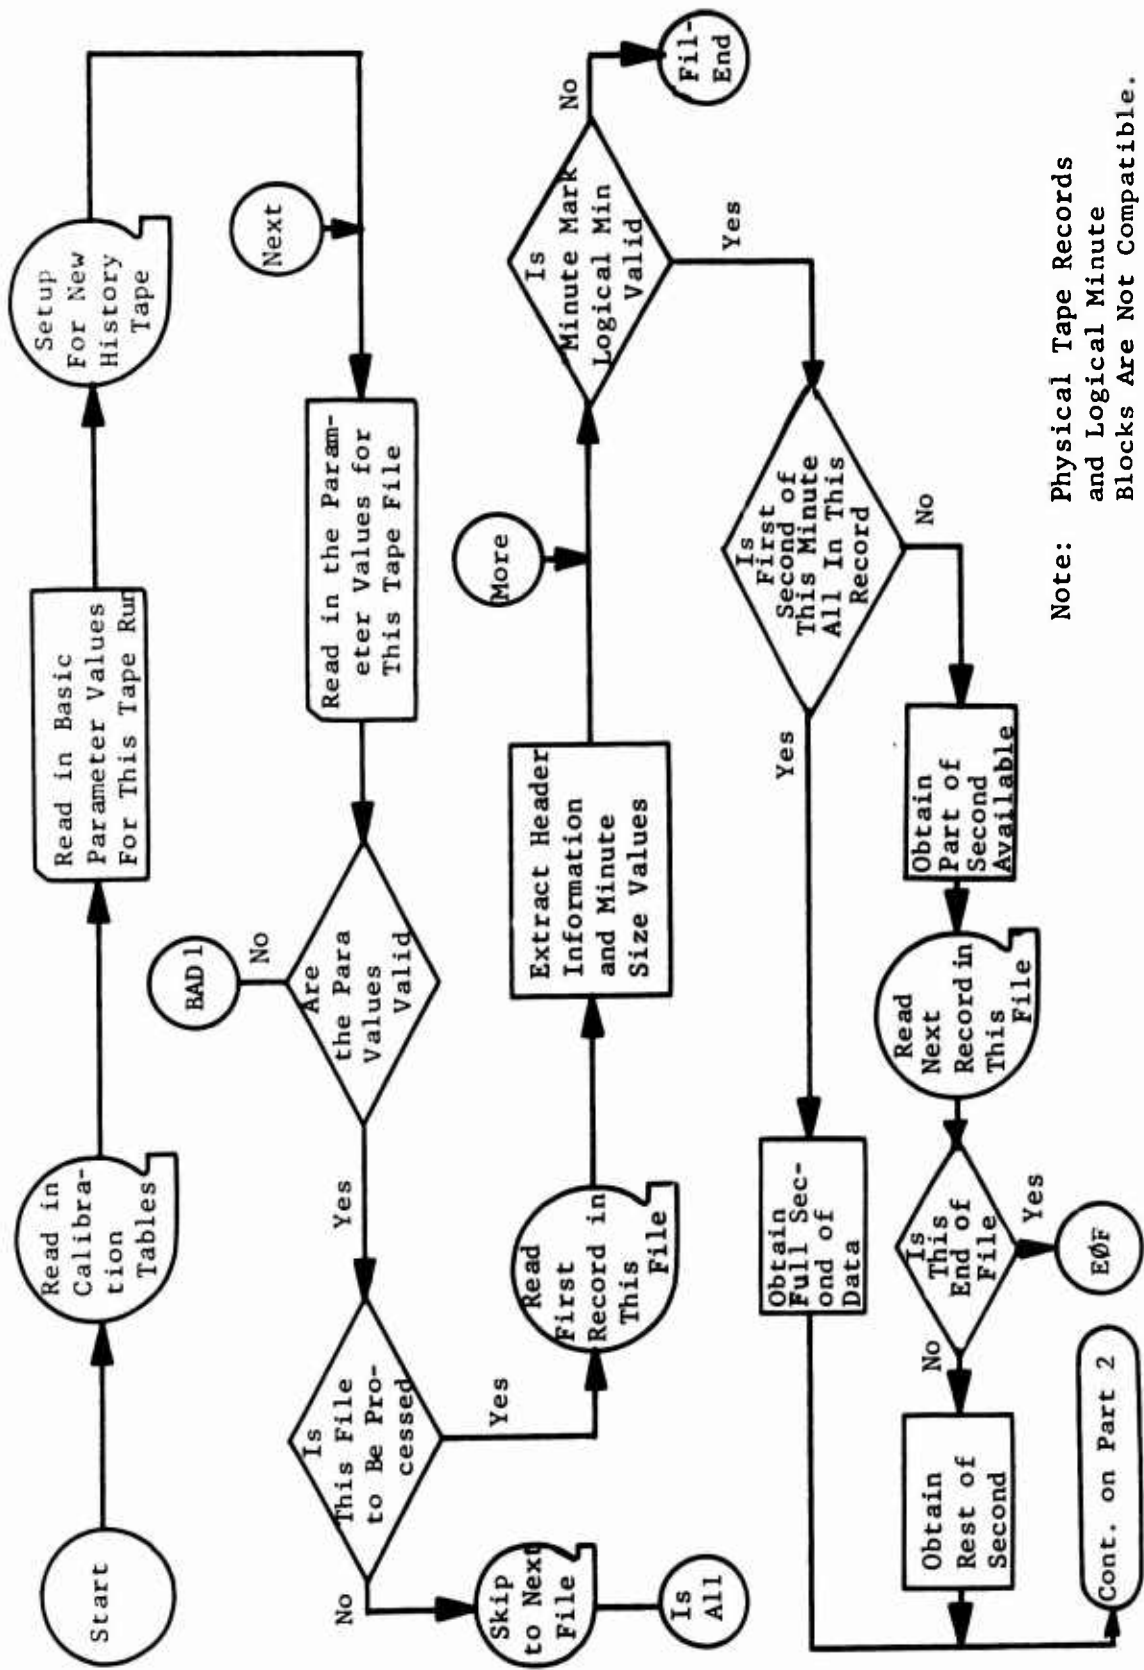 Start
Read in
Calibra-
tion
Tables
Read in Basic
Parameter Values
For This Tape Run
Setup
For New
History
Tape
Next
Read in the Param-
eter Values for
This Tape File
Are
the Para
Values
Valid
No
BAD 1
Yes
Is
This File
to Be Pro-
cessed
No
Skip
to Next
File
Is
All
Yes
Read
First
Record in
This
File
Extract Header
Information
and Minute
Size Values
More
Is
Minute Mark
Logical Min
Valid
No
Fil-
End
Yes
Is
First
Second of
This Minute
All In This
Record
Yes
Obtain
Full Sec-
ond of
Data
No
Obtain
Part of
Second
Available
Read
Next
Record in
This
File
Is
This
End of
File
Yes
EØF
No
Obtain
Rest of
Second
Cont. on Part 2
Note: Physical Tape Records
and Logical Minute
Blocks Are Not Compatible.